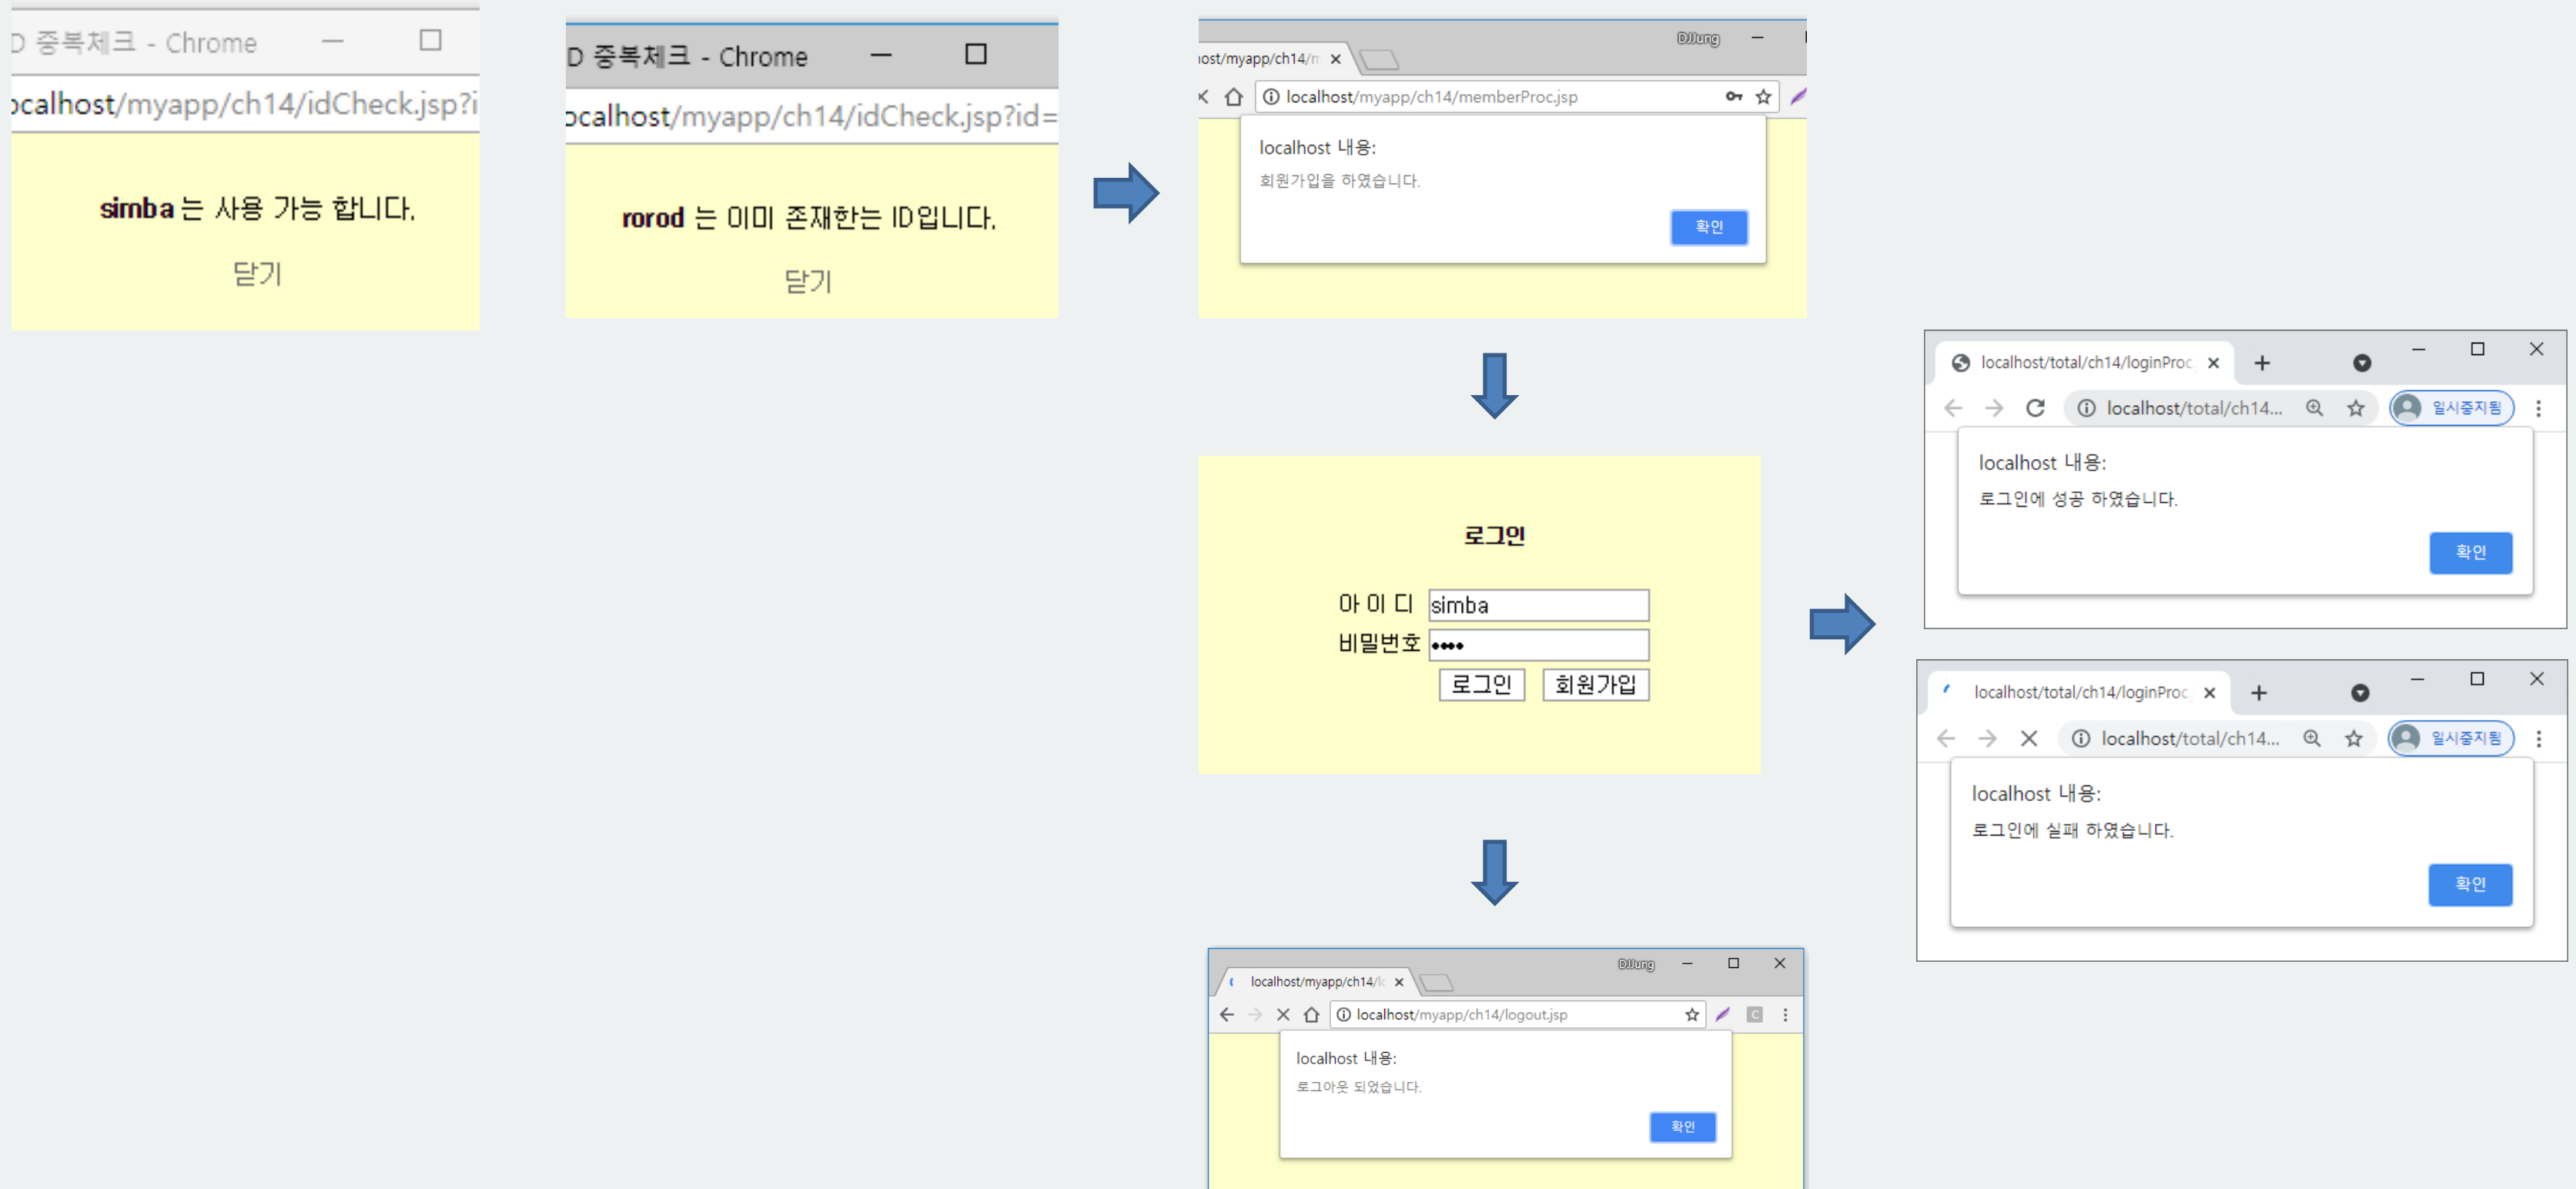 D 중복체크 - Chrome
ocalhost/myapp/ch14/idCheck.jsp?i
simba 는 사용 가능 합니다.
닫기
D 중복체크 - Chrome
ocalhost/myapp/ch14/idCheck.jsp?id=
rorod 는 이미 존재한는 ID입니다.
닫기
DJJung
ost/myapp/ch14/m
localhost/myapp/ch14/memberProc.jsp
localhost 내용:
회원가입을 하였습니다.
확인
로그인
아 이 디 simba
비밀번호 ••••
로그인 회원가입
localhost/total/ch14/loginProc.
localhost/total/ch14... 일시중지됨
localhost 내용:
로그인에 성공 하였습니다.
확인
localhost/total/ch14/loginProc.
localhost/total/ch14... 일시중지됨
localhost 내용:
로그인에 실패 하였습니다.
확인
DJJung
localhost/myapp/ch14/lo
localhost/myapp/ch14/logout.jsp C
localhost 내용:
로그아웃 되었습니다.
확인